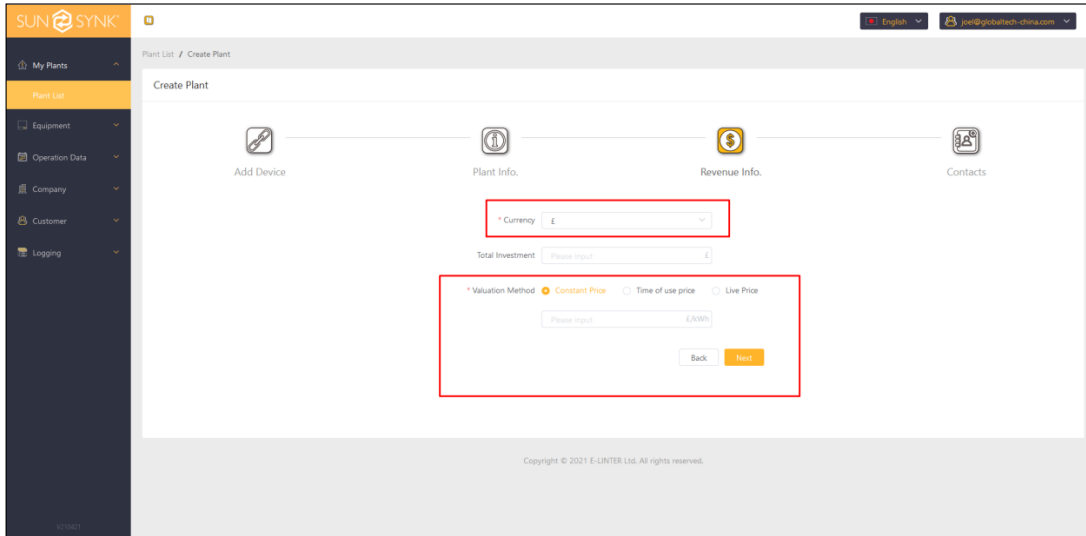 SUN SYNK®
English
joel@globaltech-china.com
My Plants
Plant List
Equipment
Operation Data
Company
Customer
Logging
V210421
Plant List / Create Plant
Create Plant
Add Device
Plant Info.
Revenue Info.
Contacts
* Currency £
Total Investment Please input £
* Valuation Method Constant Price Time of use price Live Price
Please input £/kWh
Back Next
Copyright © 2021 E-LINTER Ltd. All rights reserved.